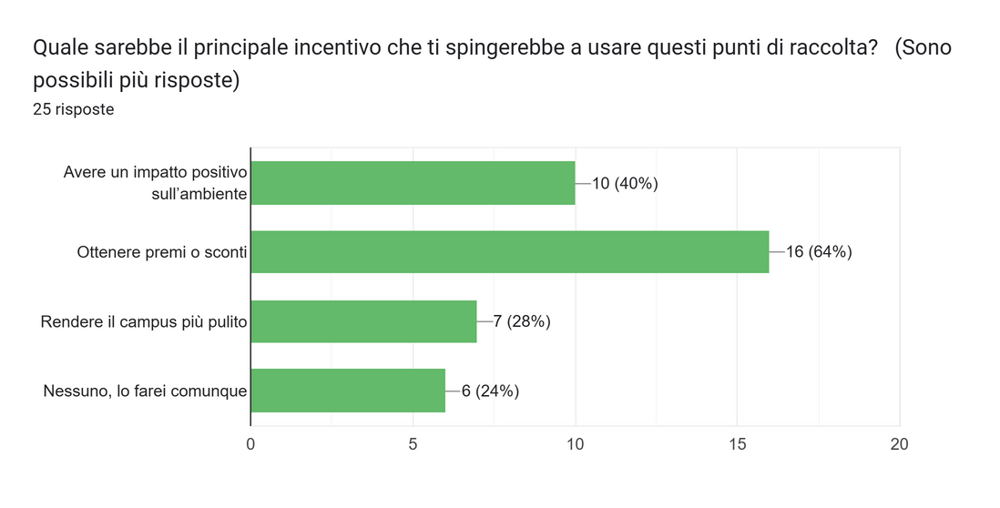 Quale sarebbe il principale incentivo che ti spingerebbe a usare questi punti di raccolta?   (Sono
possibili più risposte)
25 risposte
Avere un impatto positivo
sull’ambiente
10 (40%)
Ottenere premi o sconti
16 (64%)
Rendere il campus più pulito
7 (28%)
Nessuno, lo farei comunque
6 (24%)
0 5 10 15 20